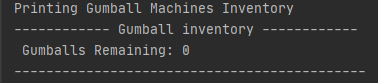 Printing Gumball Machines Inventory
------------ Gumball inventory ------------
Gumballs Remaining: 0
--------------------------------------------